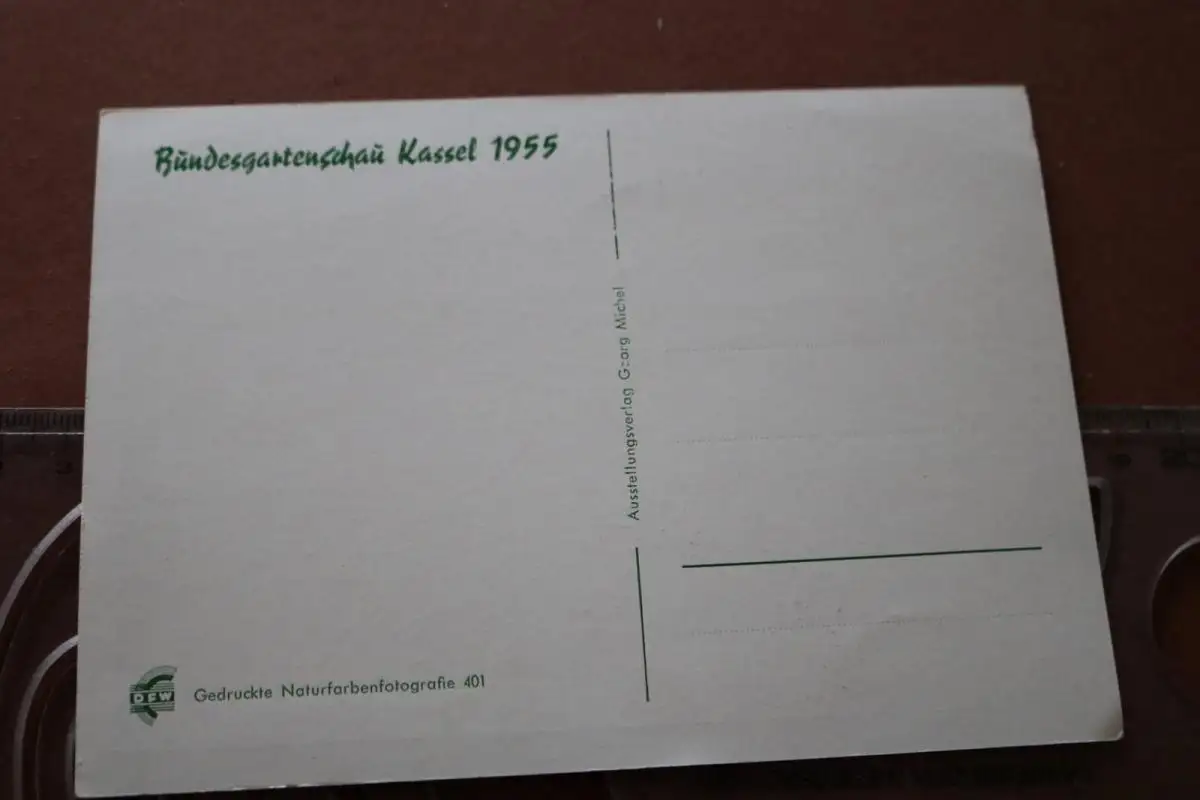 Bundesgartenschau Kassel 1955
Ausstellungsverlag Georg Michel
DFW
Gedruckte Naturfarbenfotografie 401